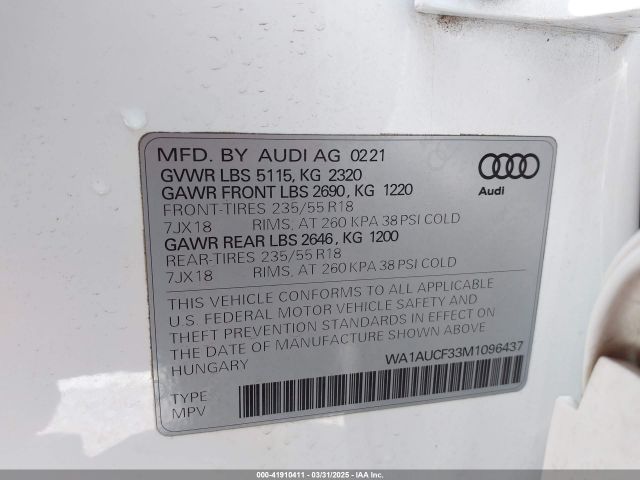 MFD. BY AUDI AG 0221
GVWR LBS 5115, KG 2320
GAWR FRONT LBS 2690, KG 1220
FRONT-TIRES 235/55 R18
7JX18 RIMS, AT 260 KPA 38 PSI COLD
GAWR REAR LBS 2646, KG 1200
REAR-TIRES 235/55 R18
7JX18 RIMS, AT 260 KPA 38 PSI COLD
Audi
THIS VEHICLE CONFORMS TO ALL APPLICABLE
U.S. FEDERAL MOTOR VEHICLE SAFETY AND
THEFT PREVENTION STANDARDS IN EFFECT ON
THE DATE OF MANUFACTURE SHOWN ABOVE.
HUNGARY
WA1AUCF33M1096437
TYPE
MPV
000-41910411 - 03/31/2025 - IAAI.COM